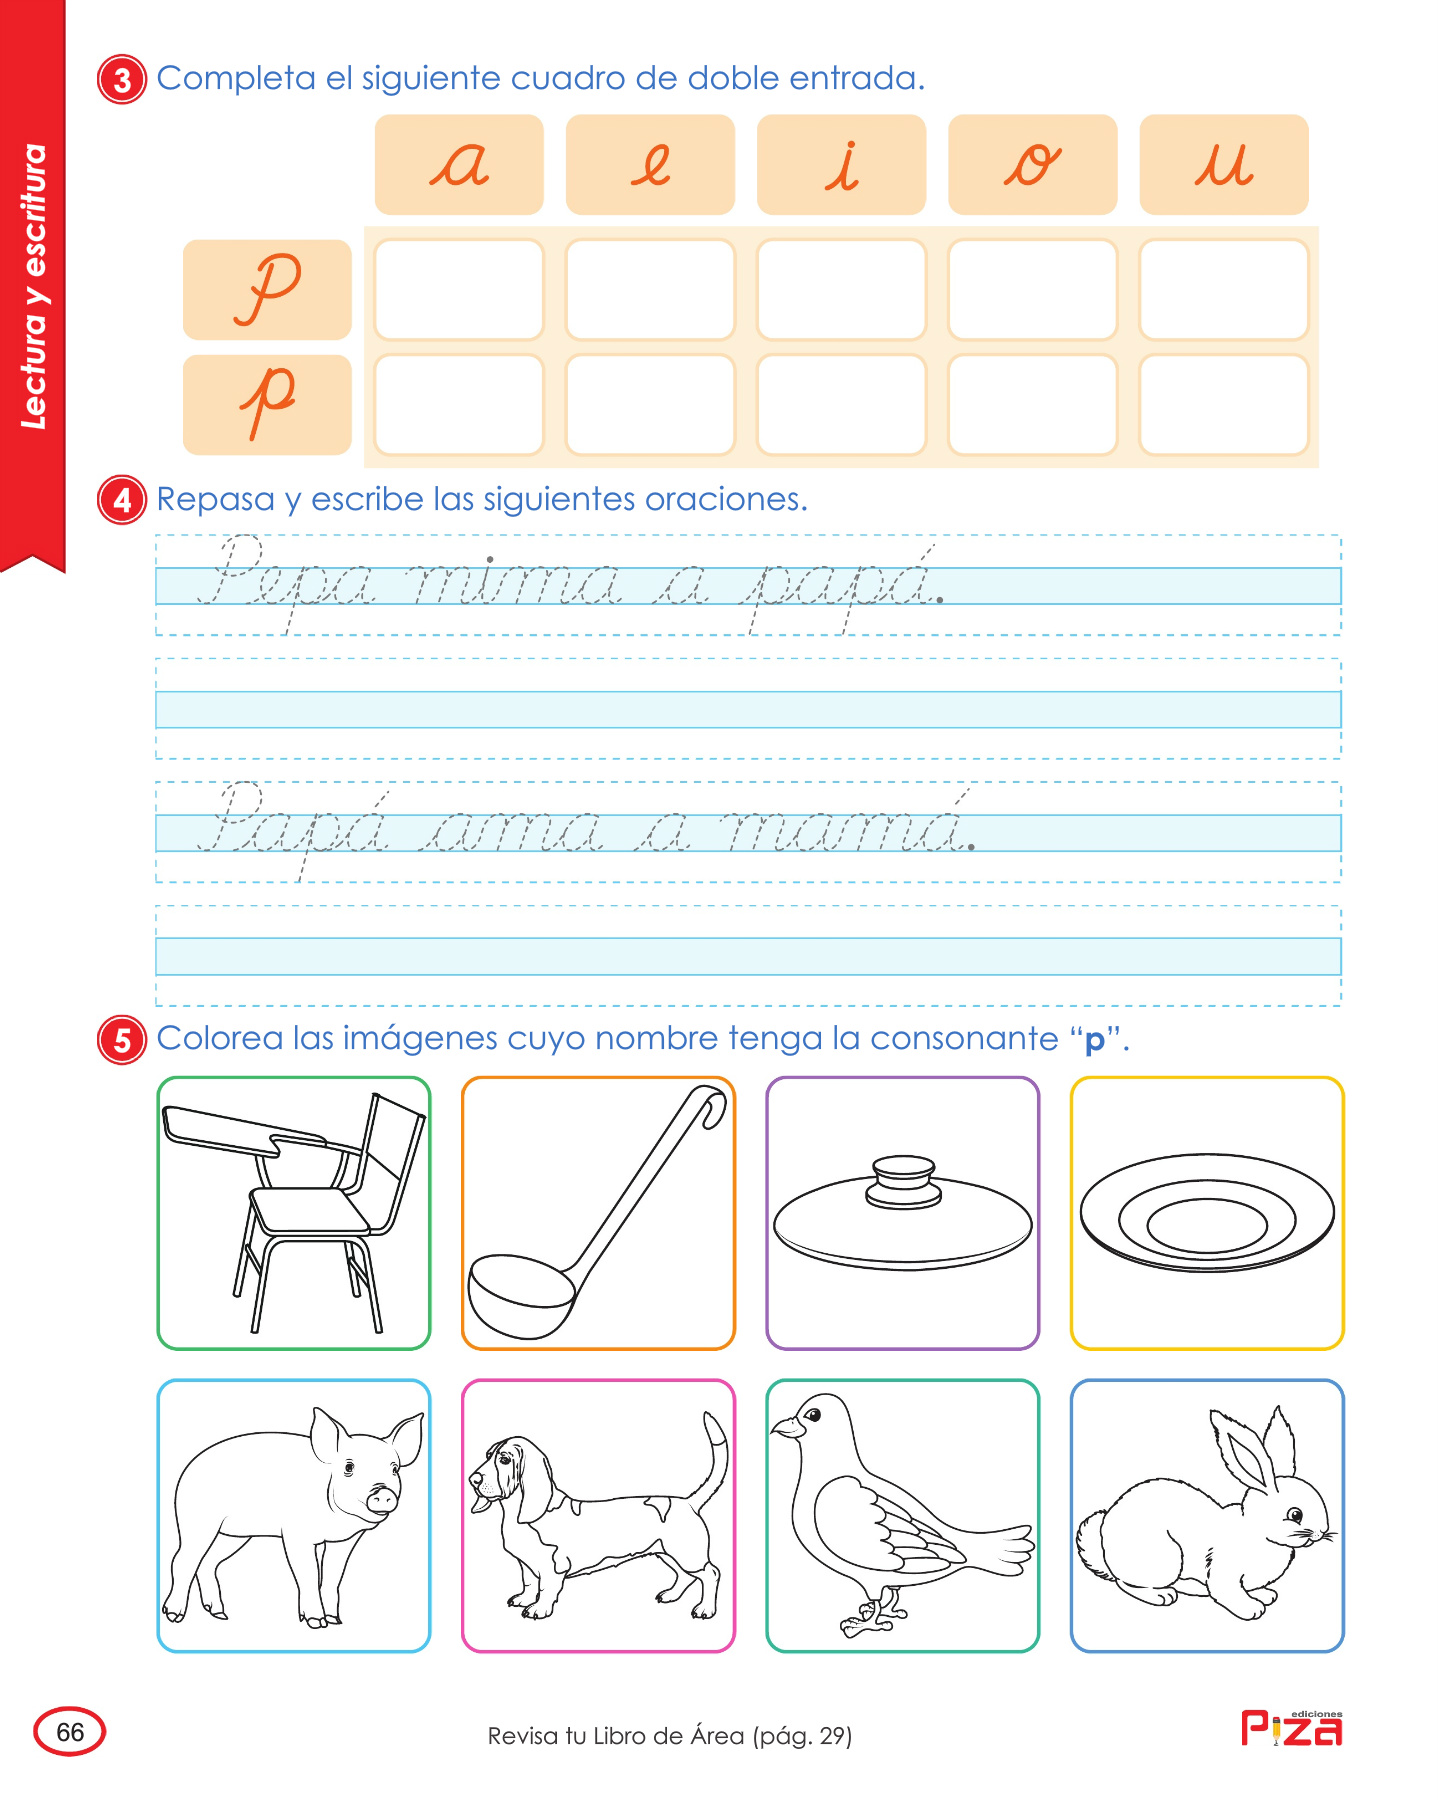 Lectura y escritura
3 Completa el siguiente cuadro de doble entrada.
a e i o u
P
p
4 Repasa y escribe las siguientes oraciones.
Pepa mima a papá.
Papá ama a mamá.
5 Colorea las imágenes cuyo nombre tenga la consonante “p”.
66
Revisa tu Libro de Área (pág. 29)
ediciones
Piza